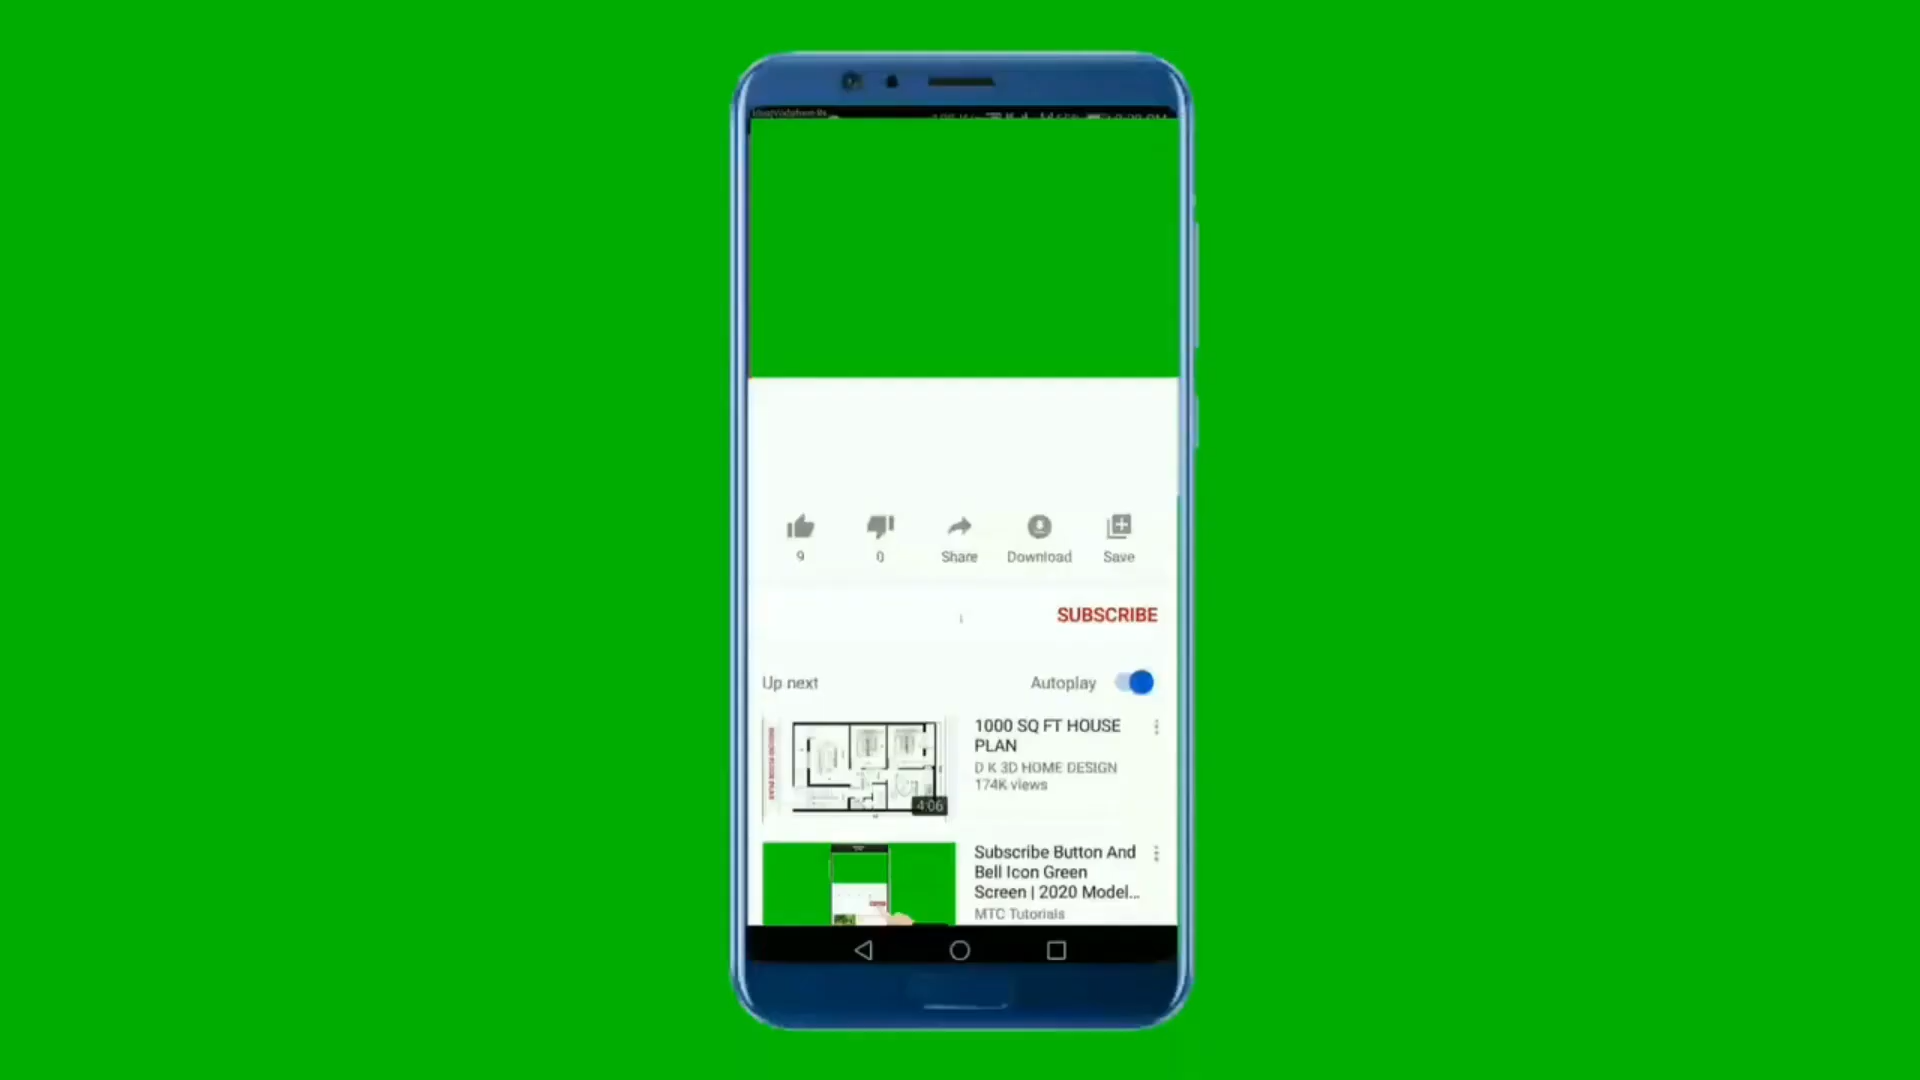 9
0
Share
Download
Save
SUBSCRIBE
Up next
Autoplay
1000 SQ FT HOUSE
PLAN
D K 3D HOME DESIGN
174K views
4:06
Subscribe Button And
Bell Icon Green
Screen | 2020 Model...
MTC Tutorials